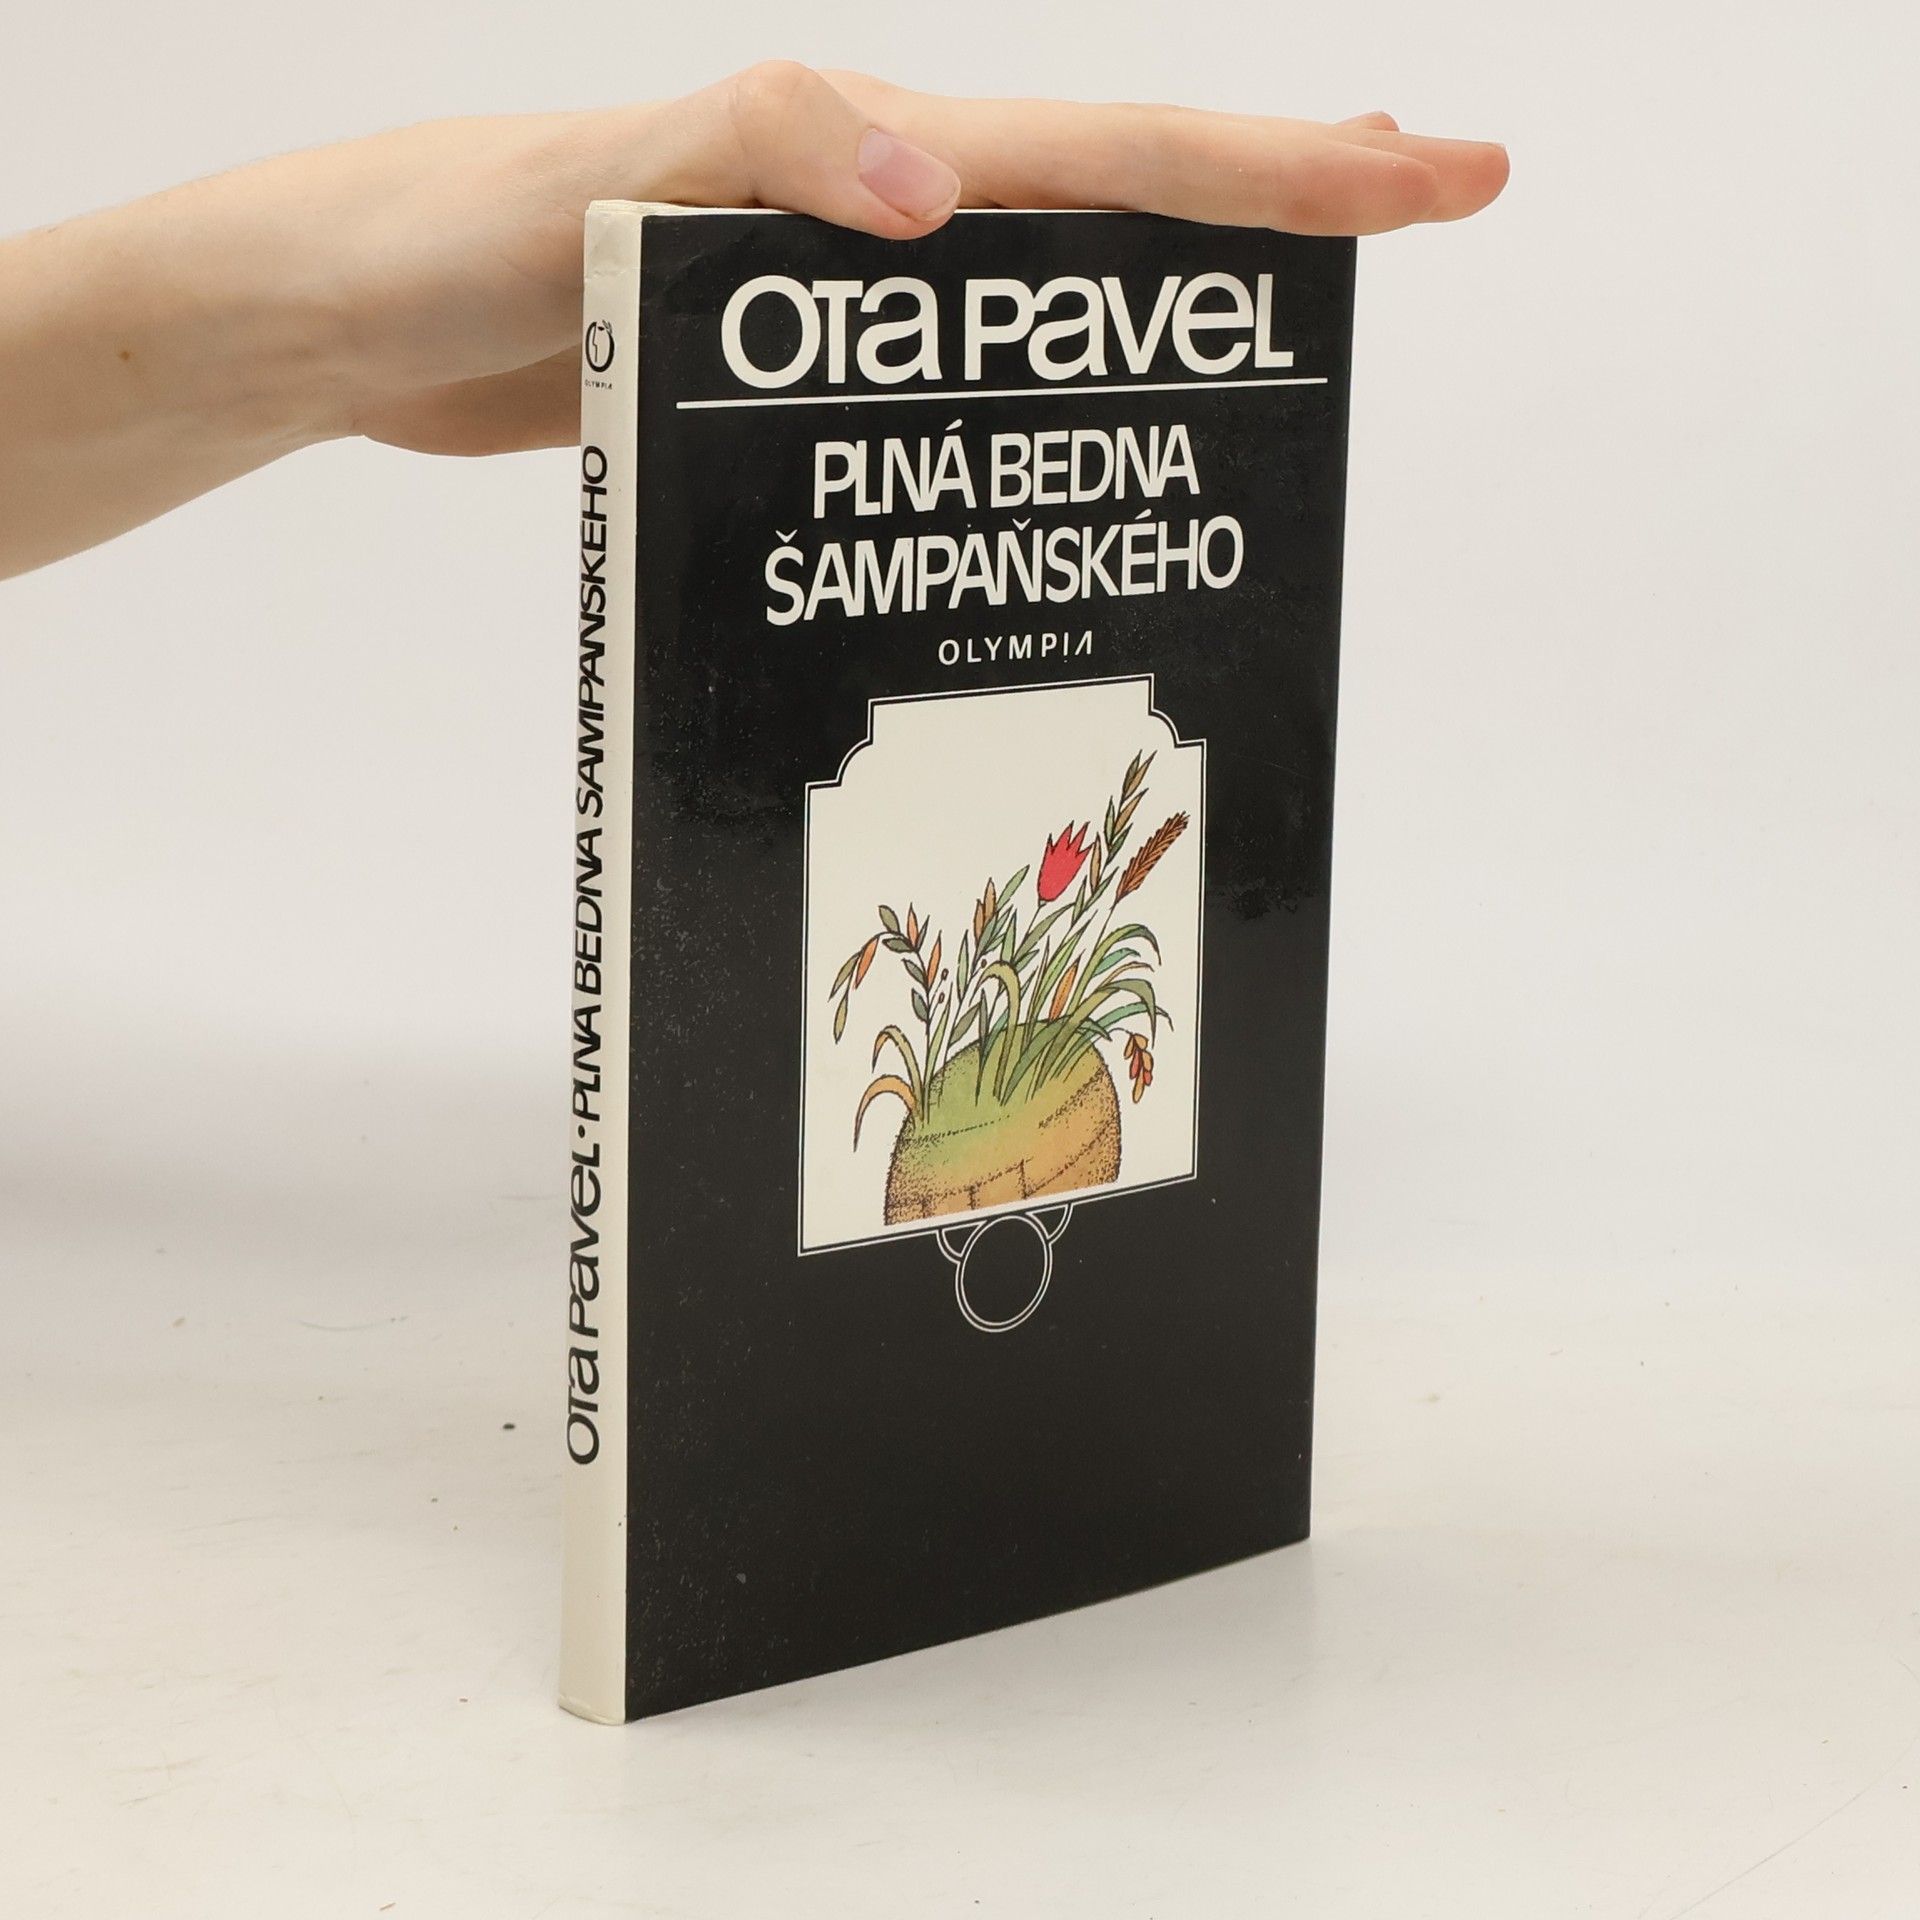 OTA PAVEL
PLNÁ BEDNA
ŠAMPAŇSKÉHO
OLYMPIA
OLYMPIA
OTA PAVEL · PLNÁ BEDNA ŠAMPAŇSKÉHO